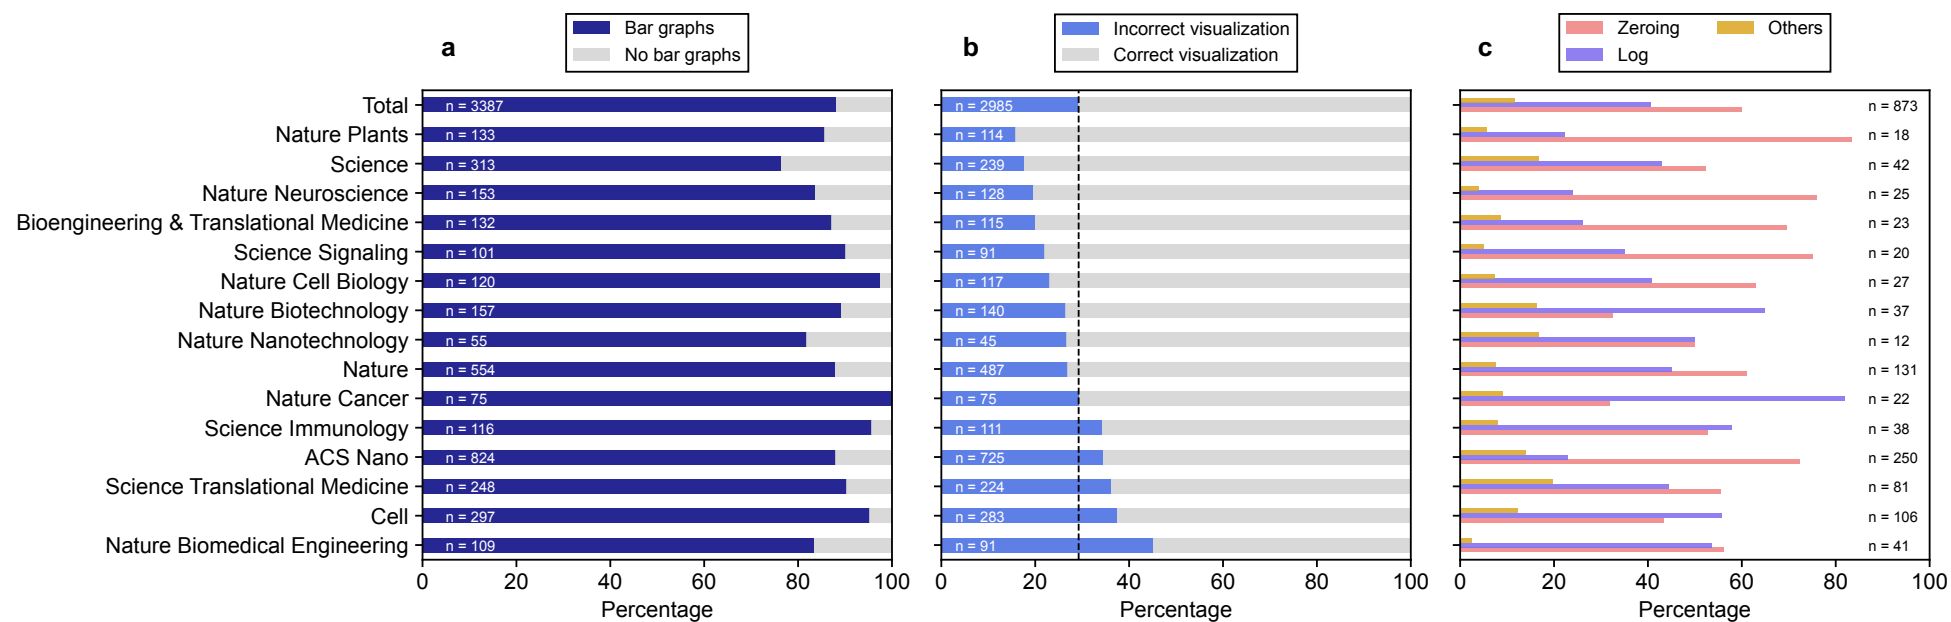 a
Bar graphs
No bar graphs
b
Incorrect visualization
Correct visualization
c
Zeroing
Others
Log
Total
n = 3387
n = 2985
n = 873
Nature Plants
n = 133
n = 114
n = 18
Science
n = 313
n = 239
n = 42
Nature Neuroscience
n = 153
n = 128
n = 25
Bioengineering & Translational Medicine
n = 132
n = 115
n = 23
Science Signaling
n = 101
n = 91
n = 20
Nature Cell Biology
n = 120
n = 117
n = 27
Nature Biotechnology
n = 157
n = 140
n = 37
Nature Nanotechnology
n = 55
n = 45
n = 12
Nature
n = 554
n = 487
n = 131
Nature Cancer
n = 75
n = 75
n = 22
Science Immunology
n = 116
n = 111
n = 38
ACS Nano
n = 824
n = 725
n = 250
Science Translational Medicine
n = 248
n = 224
n = 81
Cell
n = 297
n = 283
n = 106
Nature Biomedical Engineering
n = 109
n = 91
n = 41
0 20 40 60 80 100
0 20 40 60 80 100
0 20 40 60 80 100
Percentage
Percentage
Percentage